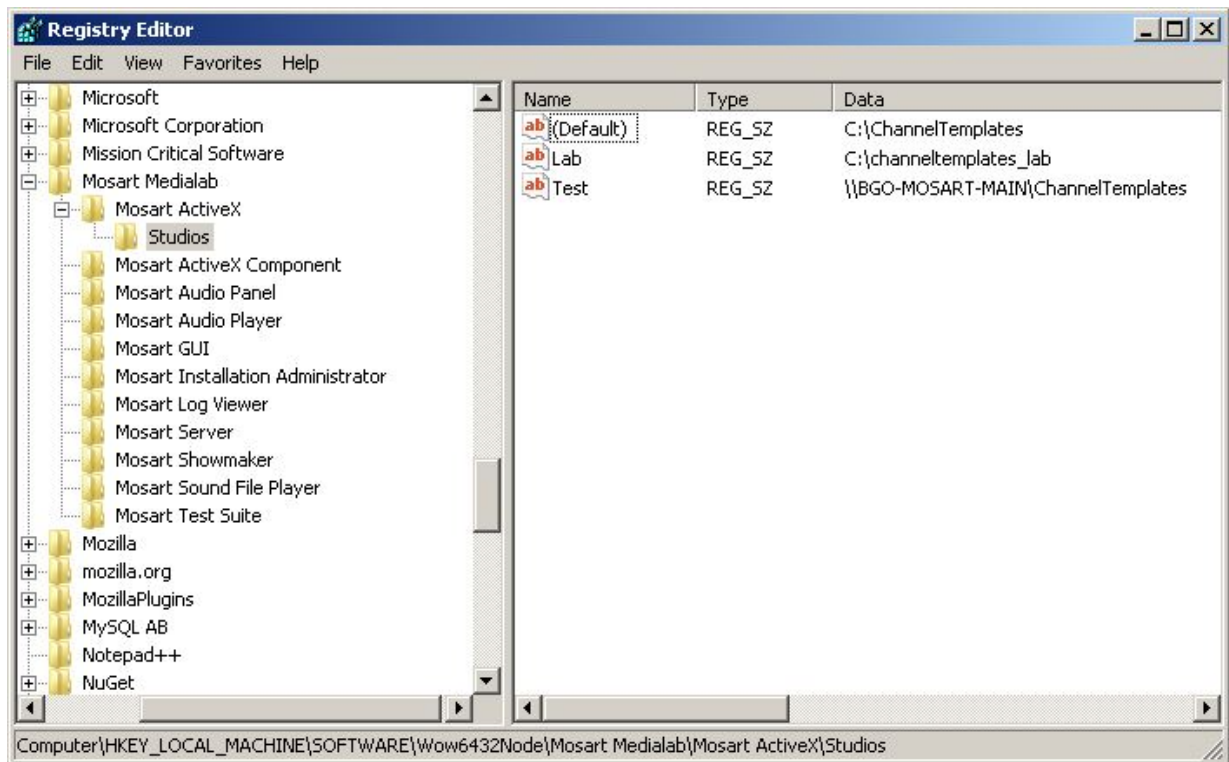 Registry Editor
File Edit View Favorites Help
Microsoft
Microsoft Corporation
Mission Critical Software
Mosart Medialab
Mosart ActiveX
Studios
Mosart ActiveX Component
Mosart Audio Panel
Mosart Audio Player
Mosart GUI
Mosart Installation Administrator
Mosart Log Viewer
Mosart Server
Mosart Showmaker
Mosart Sound File Player
Mosart Test Suite
Mozilla
mozilla.org
MozillaPlugins
MySQL AB
Notepad++
NuGet
Name Type Data
ab (Default) REG_SZ C:\ChannelTemplates
ab Lab REG_SZ C:\channeltemplates_lab
ab Test REG_SZ \\BGO-MOSART-MAIN\ChannelTemplates
Computer\HKEY_LOCAL_MACHINE\SOFTWARE\Wow6432Node\Mosart Medialab\Mosart ActiveX\Studios